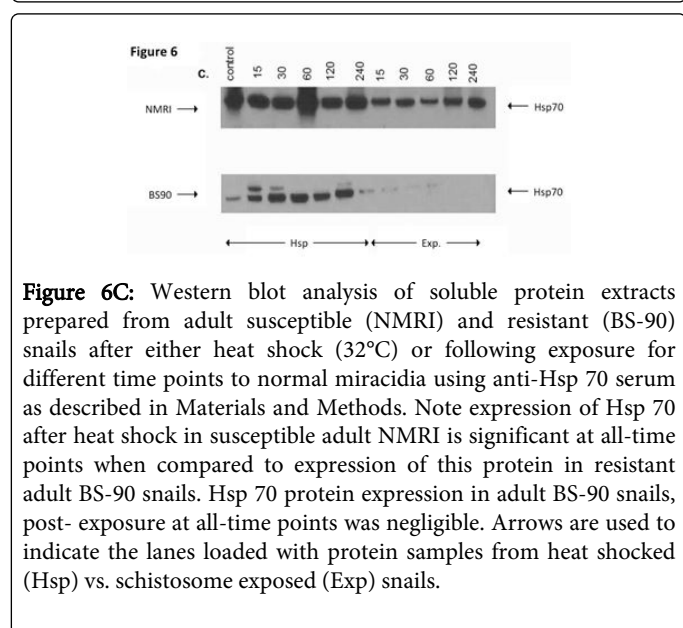 Figure 6
C. control 15 30 60 120 240 15 30 60 120 240
NMRI → ← Hsp70
BS90 → ← Hsp70
← Hsp → ← Exp. →
Figure 6C: Western blot analysis of soluble protein extracts
prepared from adult susceptible (NMRI) and resistant (BS-90)
snails after either heat shock (32°C) or following exposure for
different time points to normal miracidia using anti-Hsp 70 serum
as described in Materials and Methods. Note expression of Hsp 70
after heat shock in susceptible adult NMRI is significant at all-time
points when compared to expression of this protein in resistant
adult BS-90 snails. Hsp 70 protein expression in adult BS-90 snails,
post- exposure at all-time points was negligible. Arrows are used to
indicate the lanes loaded with protein samples from heat shocked
(Hsp) vs. schistosome exposed (Exp) snails.